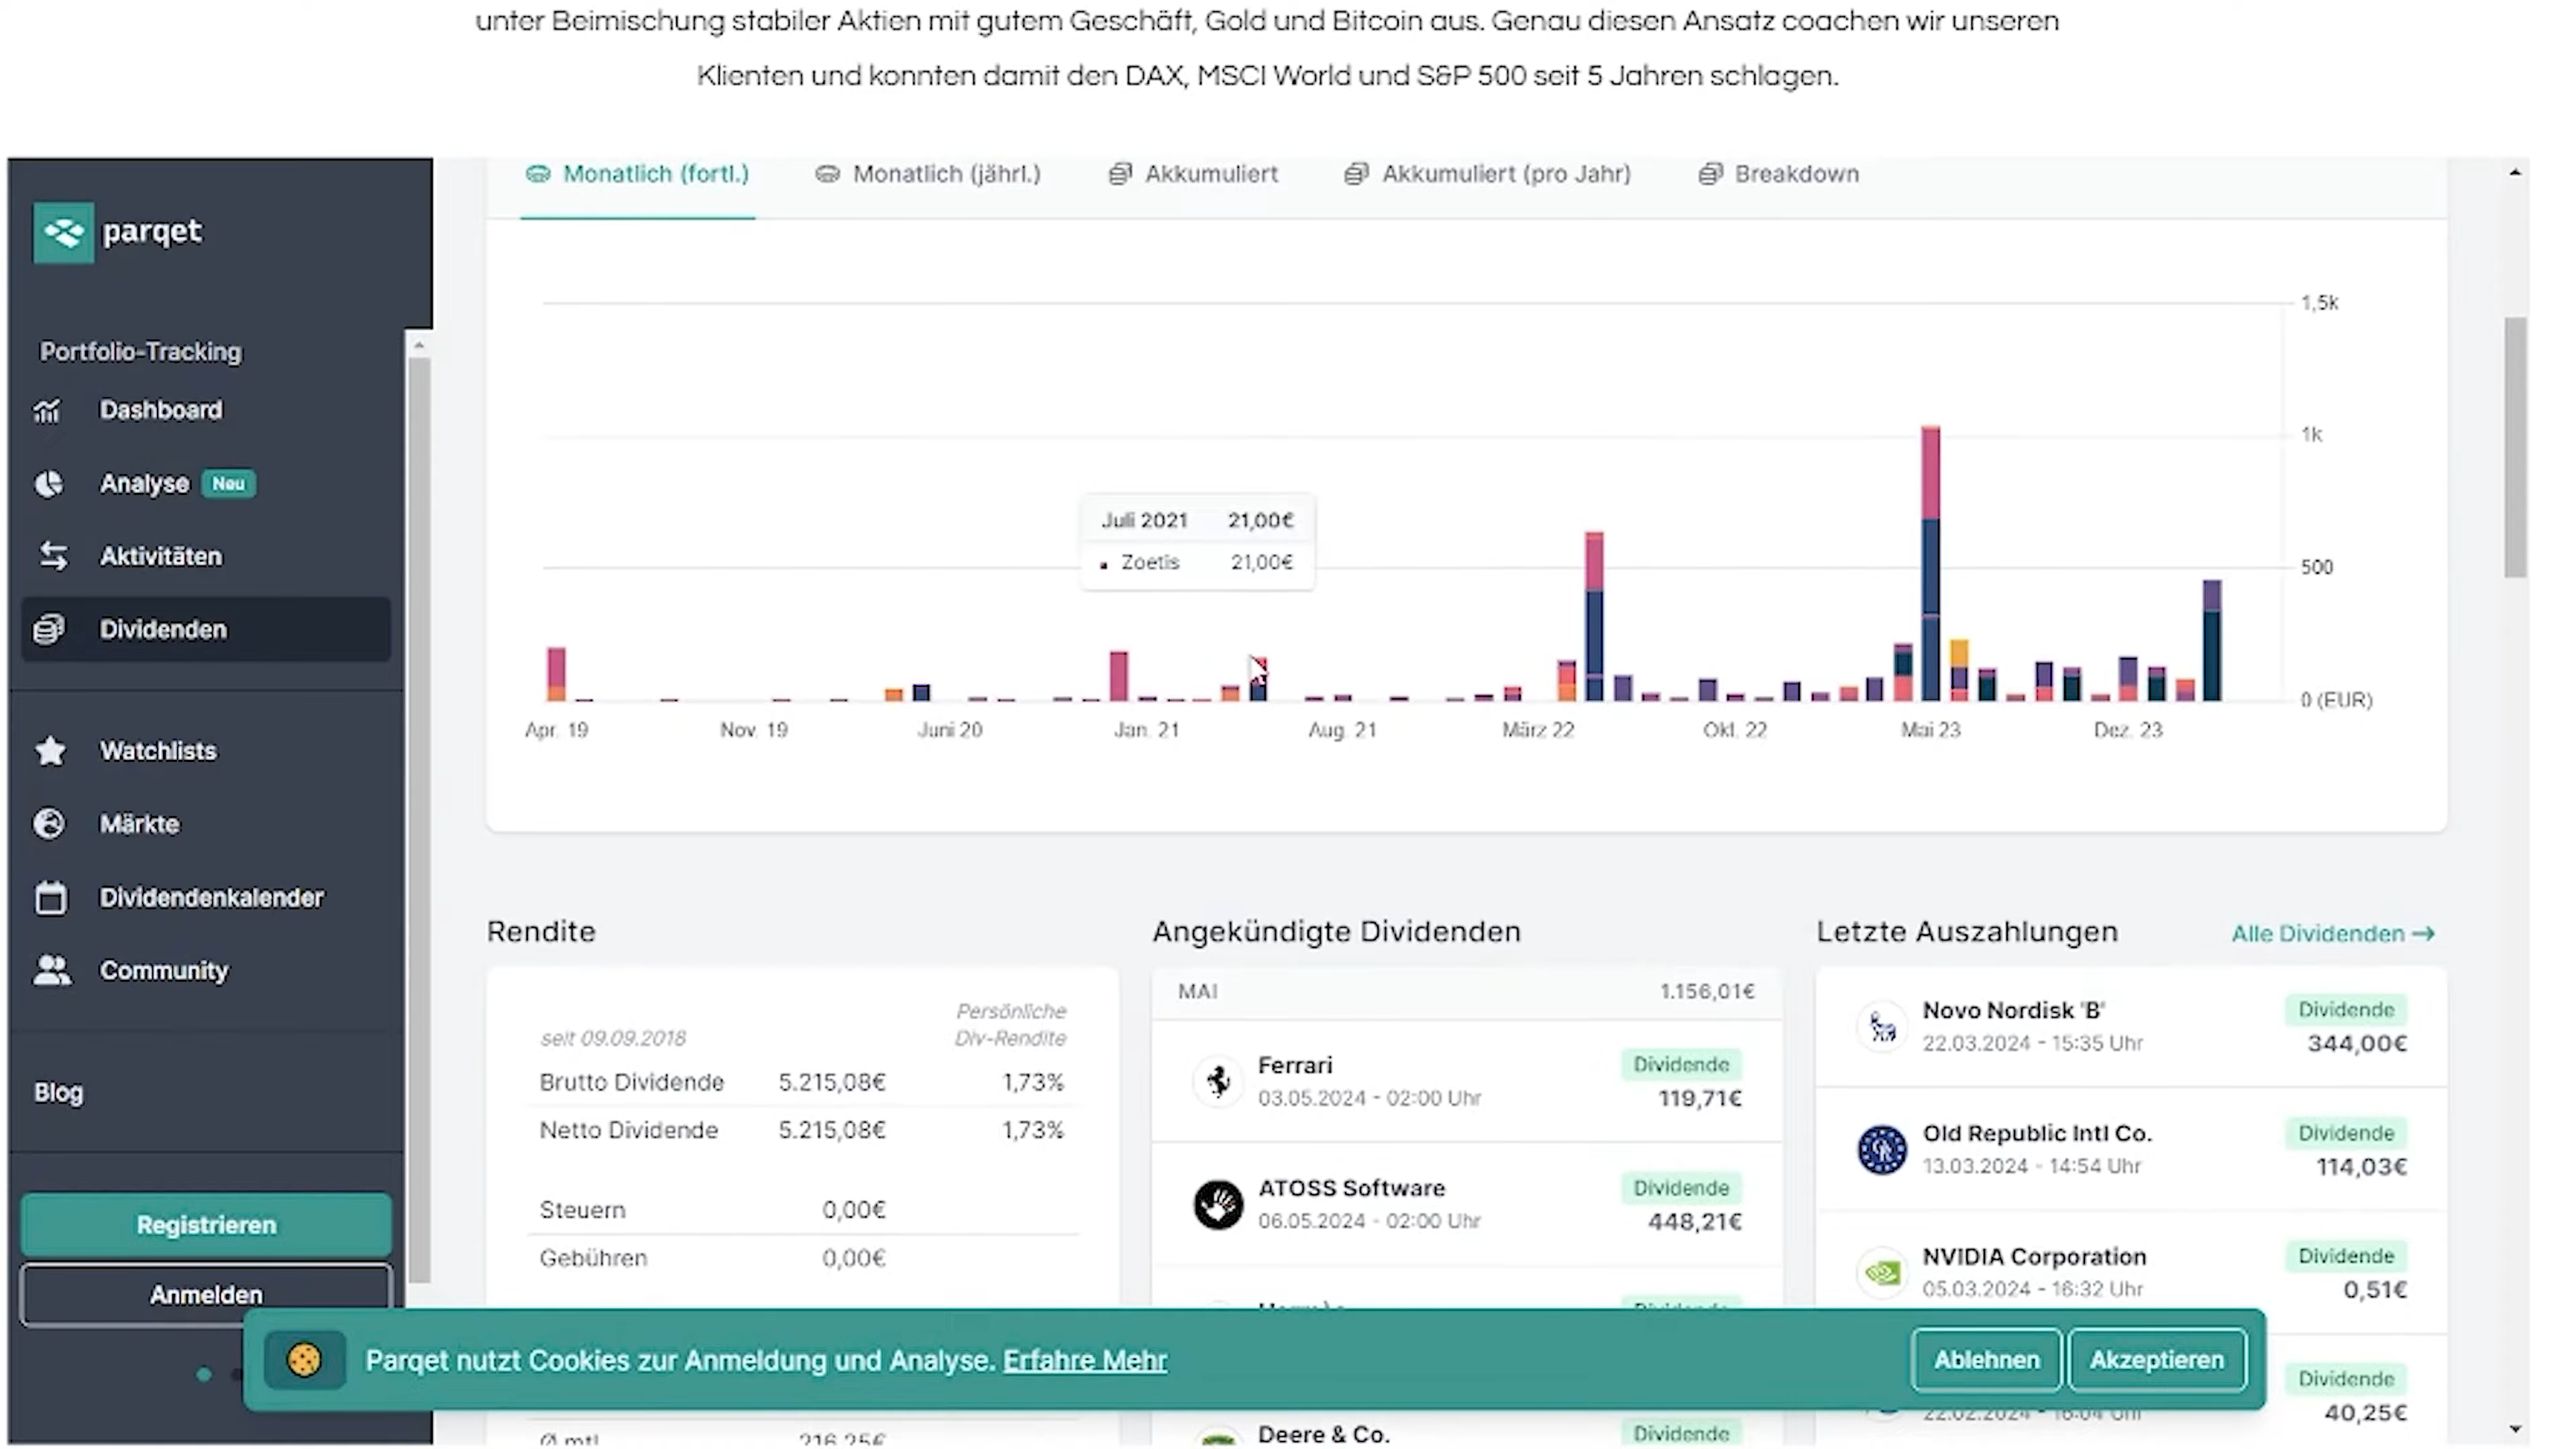 unter Beimischung stabiler Aktien mit gutem Geschäft, Gold und Bitcoin aus. Genau diesen Ansatz coachen wir unseren
Klienten und konnten damit den DAX, MSCI World und S&P 500 seit 5 Jahren schlagen.
parqet
Portfolio-Tracking
Dashboard
Analyse Neu
Aktivitäten
Dividenden
Watchlists
Märkte
Dividendenkalender
Community
Blog
Registrieren
Anmelden
Monatlich (fortl.) Monatlich (jährl.) Akkumuliert Akkumuliert (pro Jahr) Breakdown
1,5k
1k
500
0 (EUR)
Juli 2021 21,00€
Zoetis 21,00€
Apr. 19 Nov. 19 Juni 20 Jan. 21 Aug. 21 März 22 Okt. 22 Mai 23 Dez. 23
Rendite
Persönliche
seit 09.09.2018 Div-Rendite
Brutto Dividende 5.215,08€ 1,73%
Netto Dividende 5.215,08€ 1,73%
Steuern 0,00€
Gebühren 0,00€
Ø mtl. 216,25€
Angekündigte Dividenden
MAI 1.156,01€
Ferrari Dividende
03.05.2024 - 02:00 Uhr 119,71€
ATOSS Software Dividende
06.05.2024 - 02:00 Uhr 448,21€
Deere & Co. Dividende
Letzte Auszahlungen Alle Dividenden →
Novo Nordisk 'B' Dividende
22.03.2024 - 15:35 Uhr 344,00€
Old Republic Intl Co. Dividende
13.03.2024 - 14:54 Uhr 114,03€
NVIDIA Corporation Dividende
05.03.2024 - 16:32 Uhr 0,51€
Dividende
22.02.2024 - 16:04 Uhr 40,25€
Parqet nutzt Cookies zur Anmeldung und Analyse. Erfahre Mehr Ablehnen Akzeptieren